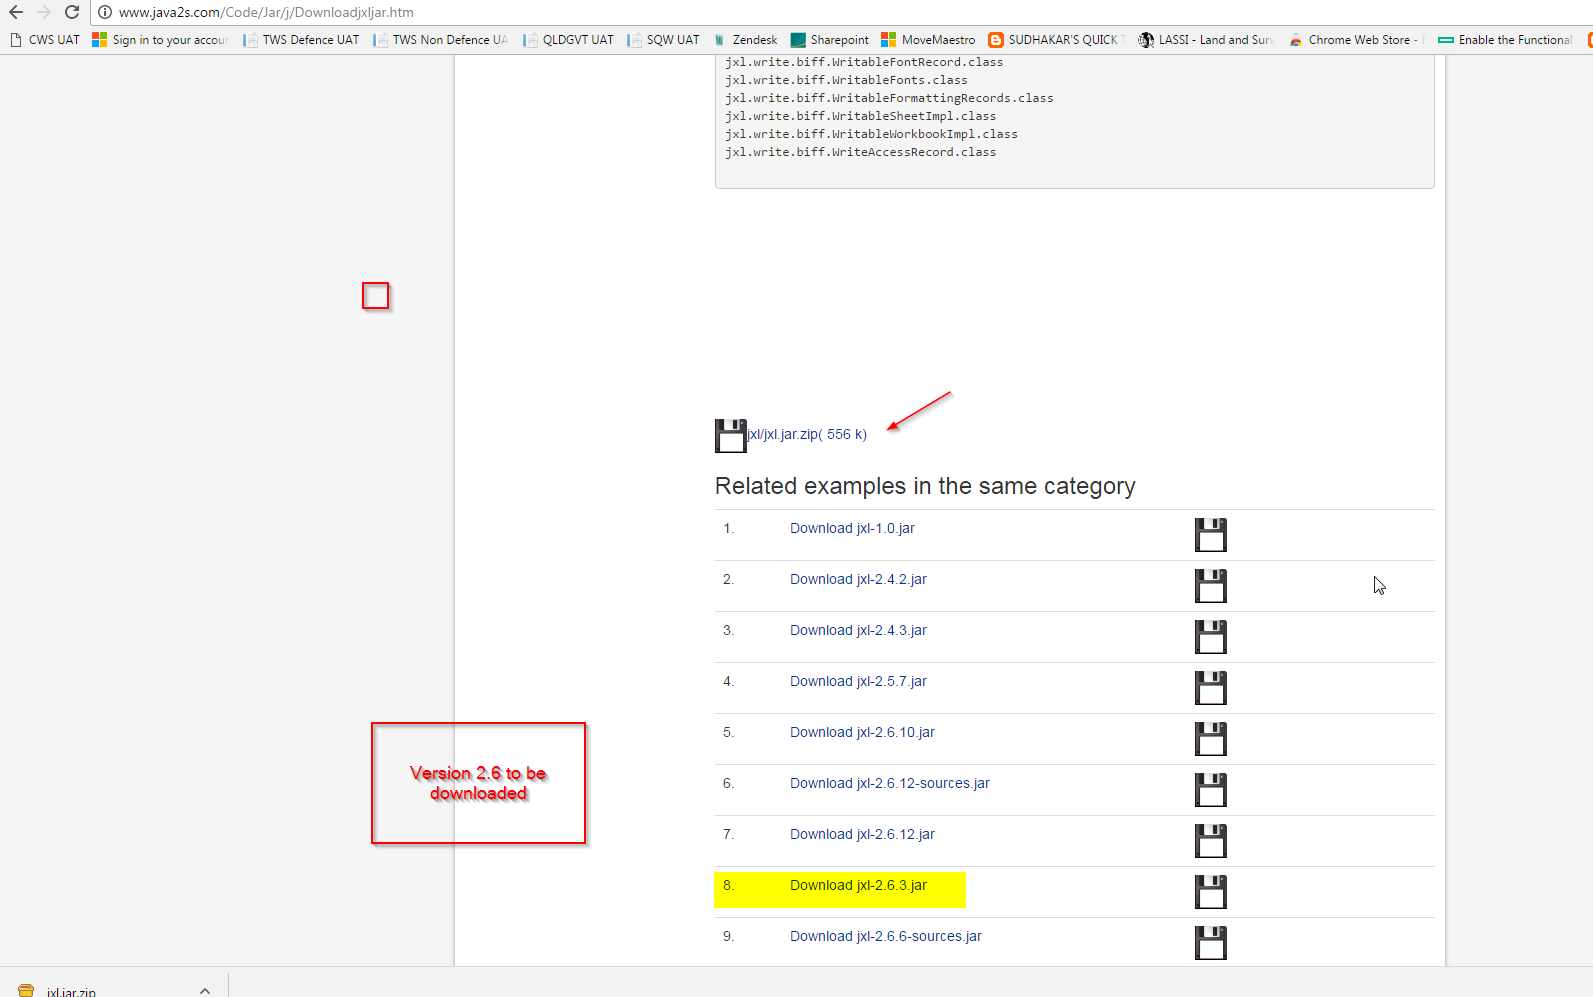 www.java2s.com/Code/Jar/j/Downloadjxljar.htm
CWS UAT Sign in to your accour TWS Defence UAT TWS Non Defence UA QLDGVT UAT SQW UAT Zendesk Sharepoint MoveMaestro SUDHAKAR'S QUICK T LASSI - Land and Surv Chrome Web Store - E Enable the Functional
jxl.write.biff.WritableFontRecord.class
jxl.write.biff.WritableFonts.class
jxl.write.biff.WritableFormattingRecords.class
jxl.write.biff.WritableSheetImpl.class
jxl.write.biff.WritableWorkbookImpl.class
jxl.write.biff.WriteAccessRecord.class
jxl/jxl.jar.zip( 556 k)
Related examples in the same category
1. Download jxl-1.0.jar
2. Download jxl-2.4.2.jar
3. Download jxl-2.4.3.jar
4. Download jxl-2.5.7.jar
5. Download jxl-2.6.10.jar
6. Download jxl-2.6.12-sources.jar
7. Download jxl-2.6.12.jar
8. Download jxl-2.6.3.jar
9. Download jxl-2.6.6-sources.jar
Version 2.6 to be
downloaded
jxl.jar.zip